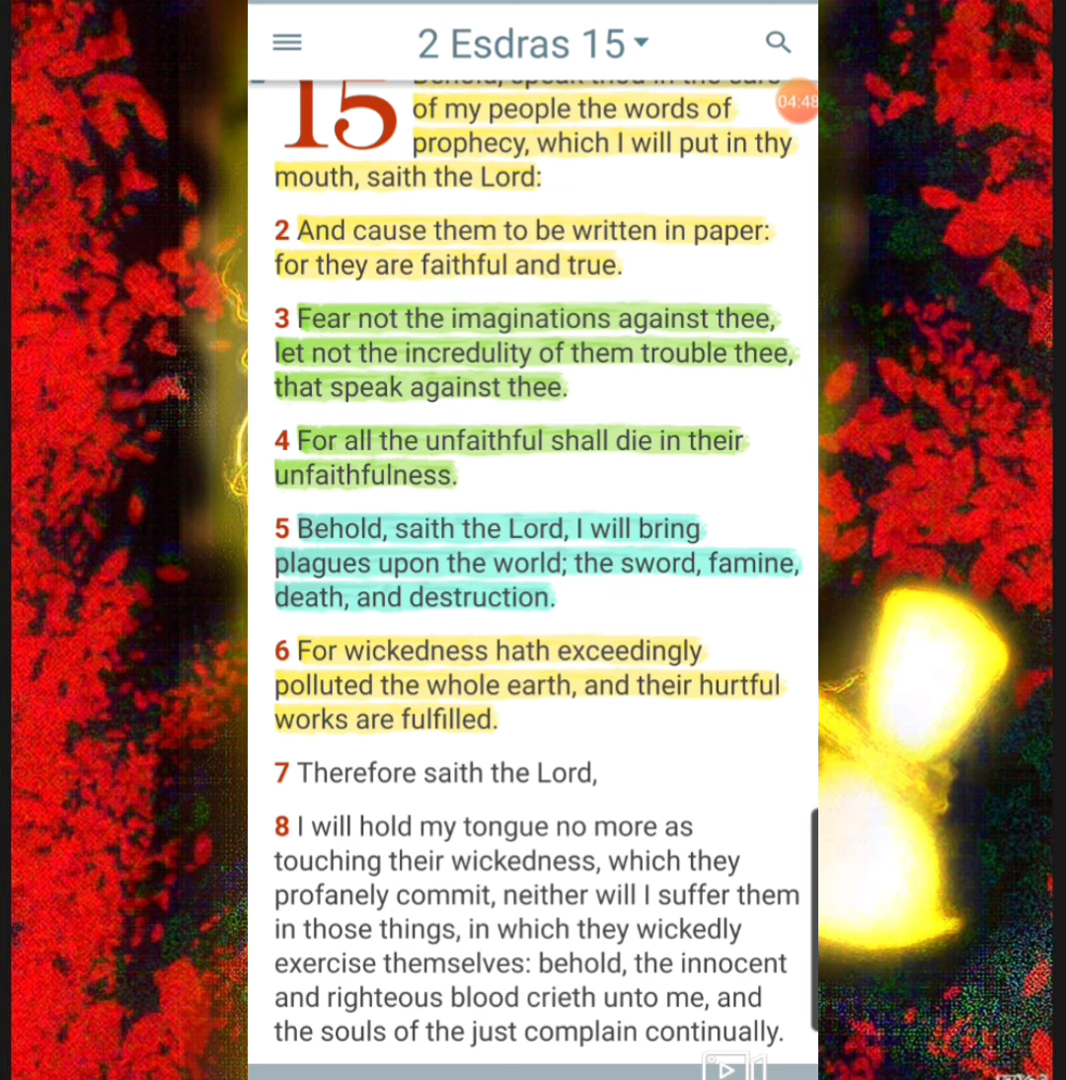 2 Esdras 15
15
of my people the words of
04:48
prophecy, which I will put in thy
mouth, saith the Lord:
2 And cause them to be written in paper:
for they are faithful and true.
3 Fear not the imaginations against thee,
let not the incredulity of them trouble thee,
that speak against thee.
4 For all the unfaithful shall die in their
unfaithfulness.
5 Behold, saith the Lord, I will bring
plagues upon the world; the sword, famine,
death, and destruction.
6 For wickedness hath exceedingly
polluted the whole earth, and their hurtful
works are fulfilled.
7 Therefore saith the Lord,
8 I will hold my tongue no more as
touching their wickedness, which they
profanely commit, neither will I suffer them
in those things, in which they wickedly
exercise themselves: behold, the innocent
and righteous blood crieth unto me, and
the souls of the just complain continually.